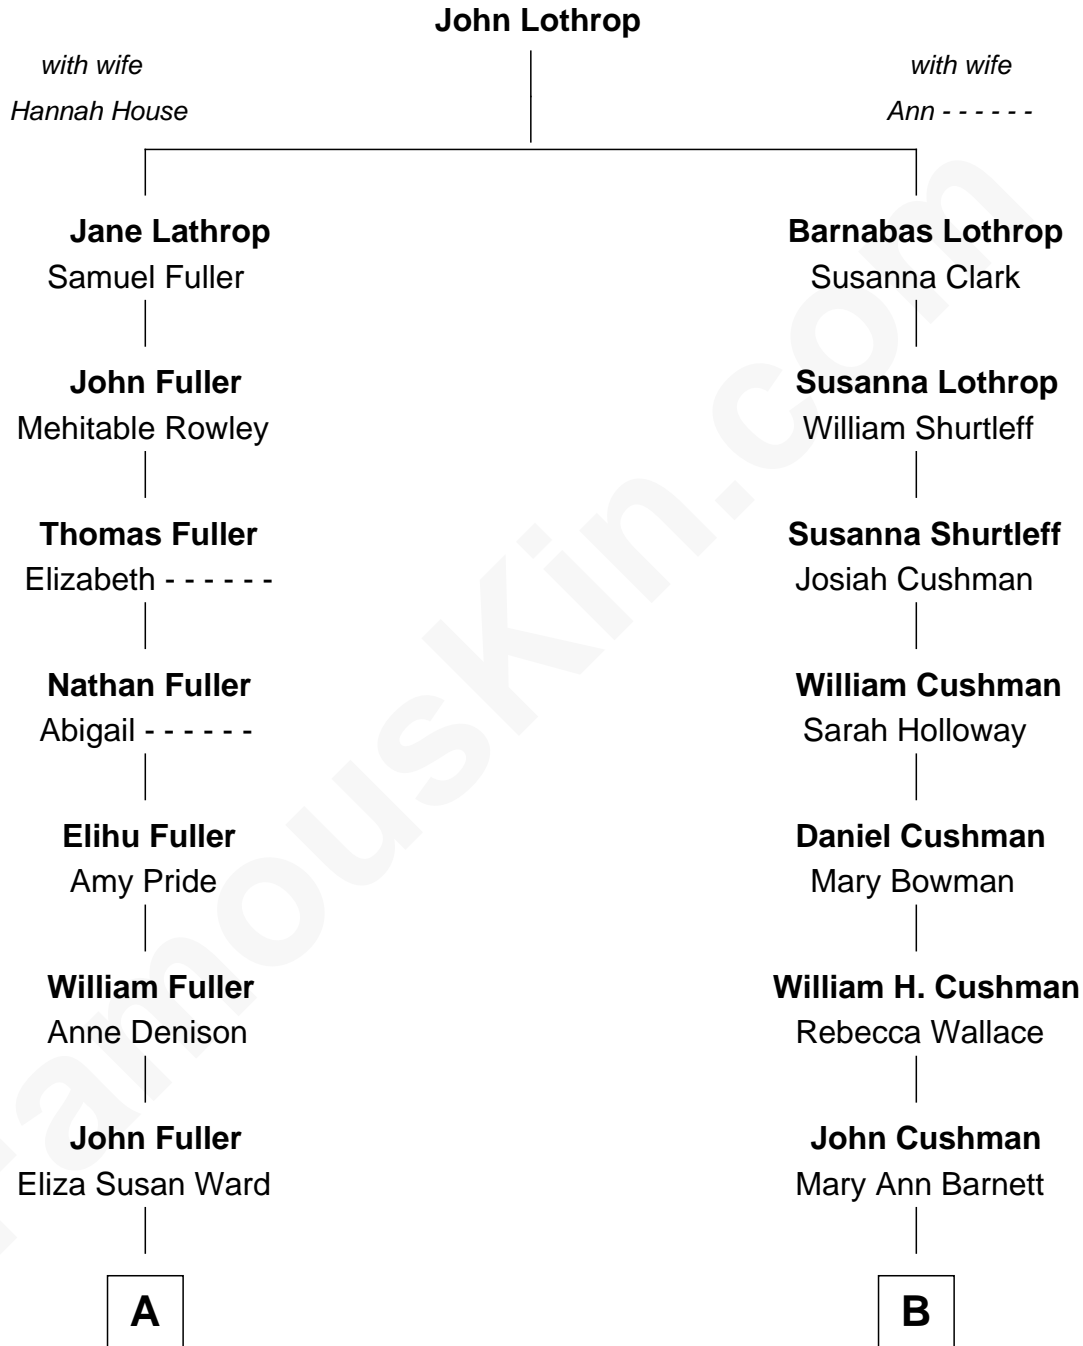 John Lothrop
with wife
Hannah House
with wife
Ann - - - - - -
Jane Lathrop
Samuel Fuller
Barnabas Lothrop
Susanna Clark
John Fuller
Mehitable Rowley
Susanna Lothrop
William Shurtleff
Thomas Fuller
Elizabeth - - - - - -
Susanna Shurtleff
Josiah Cushman
Nathan Fuller
Abigail - - - - - -
William Cushman
Sarah Holloway
Elihu Fuller
Amy Pride
Daniel Cushman
Mary Bowman
William Fuller
Anne Denison
William H. Cushman
Rebecca Wallace
John Fuller
Eliza Susan Ward
John Cushman
Mary Ann Barnett
A
B
FamousKin.com